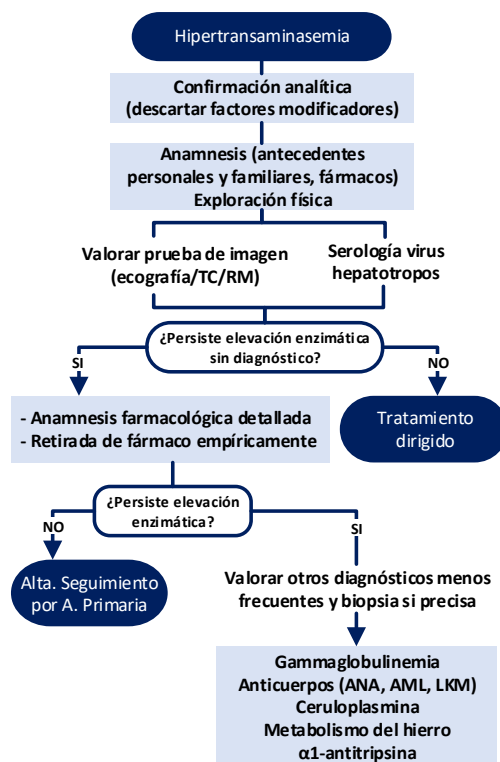 Hipertransaminasemia
Confirmación analítica
(descartar factores modificadores)
Anamnesis (antecedentes
personales y familiares, fármacos)
Exploración física
Valorar prueba de imagen
(ecografía/TC/RM)
Serología virus
hepatotropos
¿Persiste elevación enzimática
sin diagnóstico?
SI
NO
- Anamnesis farmacológica detallada
- Retirada de fármaco empíricamente
Tratamiento
dirigido
¿Persiste elevación
enzimática?
NO
SI
Alta. Seguimiento
por A. Primaria
Valorar otros diagnósticos menos
frecuentes y biopsia si precisa
Gammaglobulinemia
Anticuerpos (ANA, AML, LKM)
Ceruloplasmina
Metabolismo del hierro
α1-antitripsina